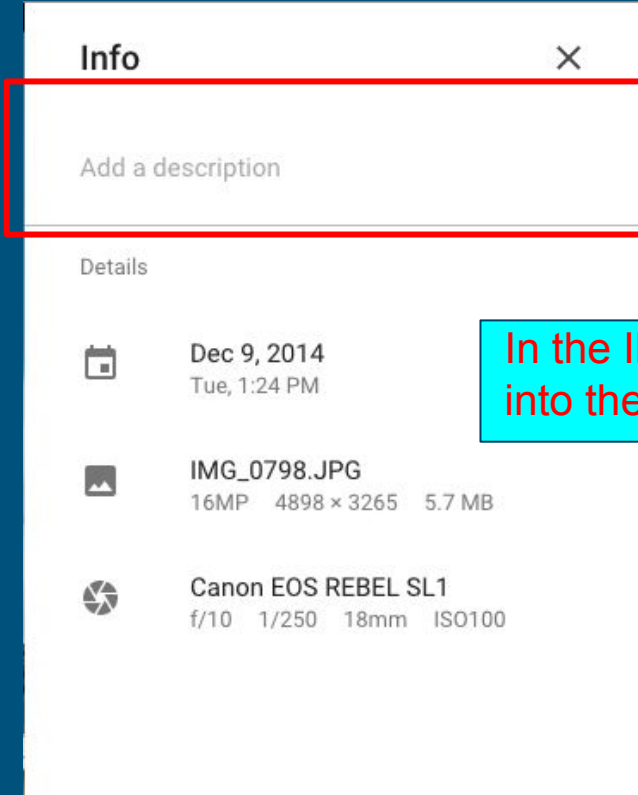 Info
Add a description
Details
Dec 9, 2014
Tue, 1:24 PM
In the
into the
IMG_0798.JPG
16MP 4898 × 3265 5.7 MB
Canon EOS REBEL SL1
f/10 1/250 18mm ISO100